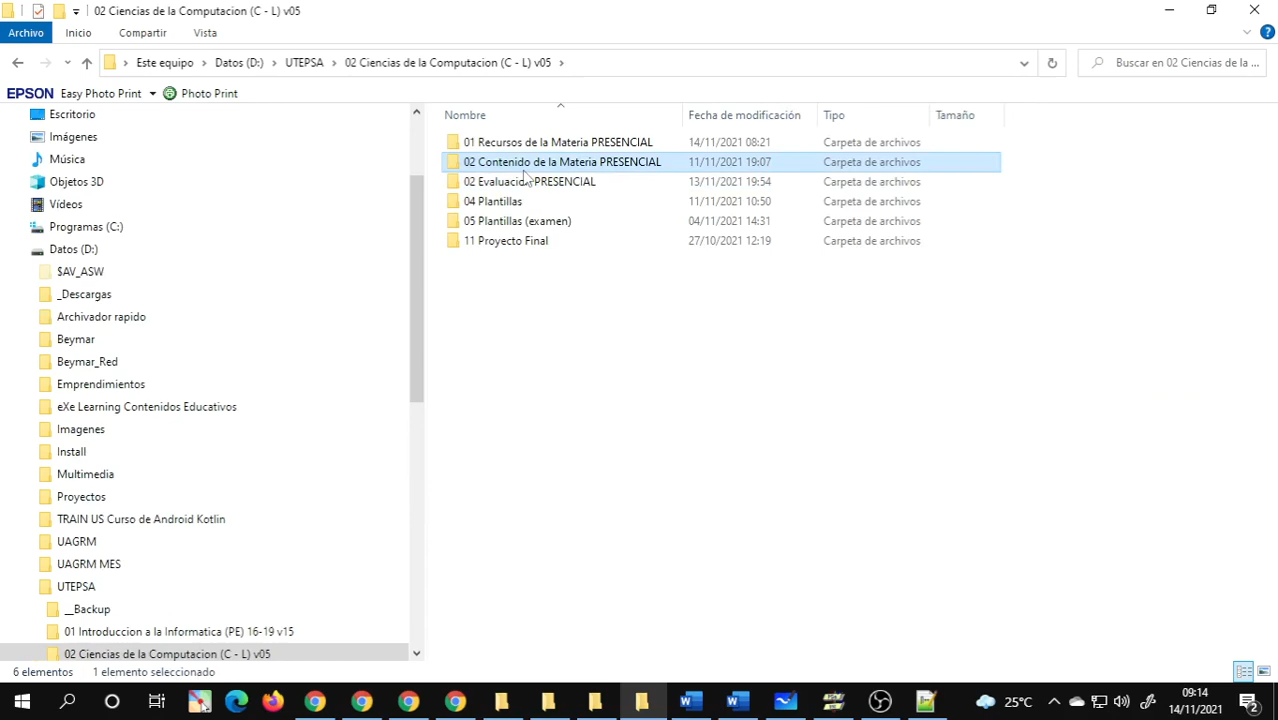 02 Ciencias de la Computacion (C - L) v05
Archivo Inicio Compartir Vista
Este equipo Datos (D:) UTEPSA 02 Ciencias de la Computacion (C - L) v05 Buscar en 02 Ciencias de la ...
EPSON Easy Photo Print Photo Print
Escritorio
Imágenes
Música
Objetos 3D
Vídeos
Programas (C:)
Datos (D:)
$AV_ASW
_Descargas
Archivador rapido
Beymar
Beymar_Red
Emprendimientos
eXe Learning Contenidos Educativos
Imagenes
Install
Multimedia
Proyectos
TRAIN US Curso de Android Kotlin
UAGRM
UAGRM MES
UTEPSA
__Backup
01 Introduccion a la Informatica (PE) 16-19 v15
02 Ciencias de la Computacion (C - L) v05
Nombre Fecha de modificación Tipo Tamaño
01 Recursos de la Materia PRESENCIAL 14/11/2021 08:21 Carpeta de archivos
02 Contenido de la Materia PRESENCIAL 11/11/2021 19:07 Carpeta de archivos
02 Evaluacion PRESENCIAL 13/11/2021 19:54 Carpeta de archivos
04 Plantillas 11/11/2021 10:50 Carpeta de archivos
05 Plantillas (examen) 04/11/2021 14:31 Carpeta de archivos
11 Proyecto Final 27/10/2021 12:19 Carpeta de archivos
6 elementos 1 elemento seleccionado
25°C
09:14
14/11/2021
2